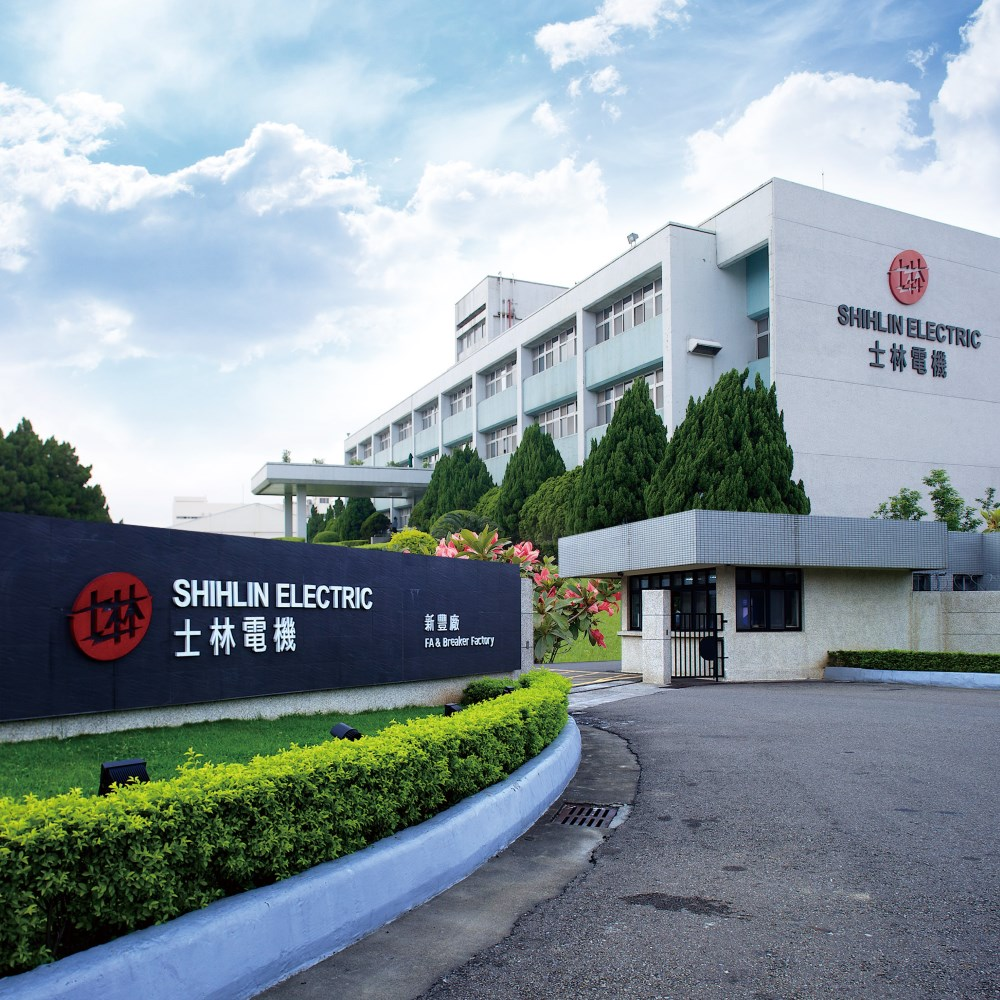 SHIHLIN ELECTRIC
士林電機
SHIHLIN ELECTRIC
士林電機
新豐廠
FA & Breaker Factory